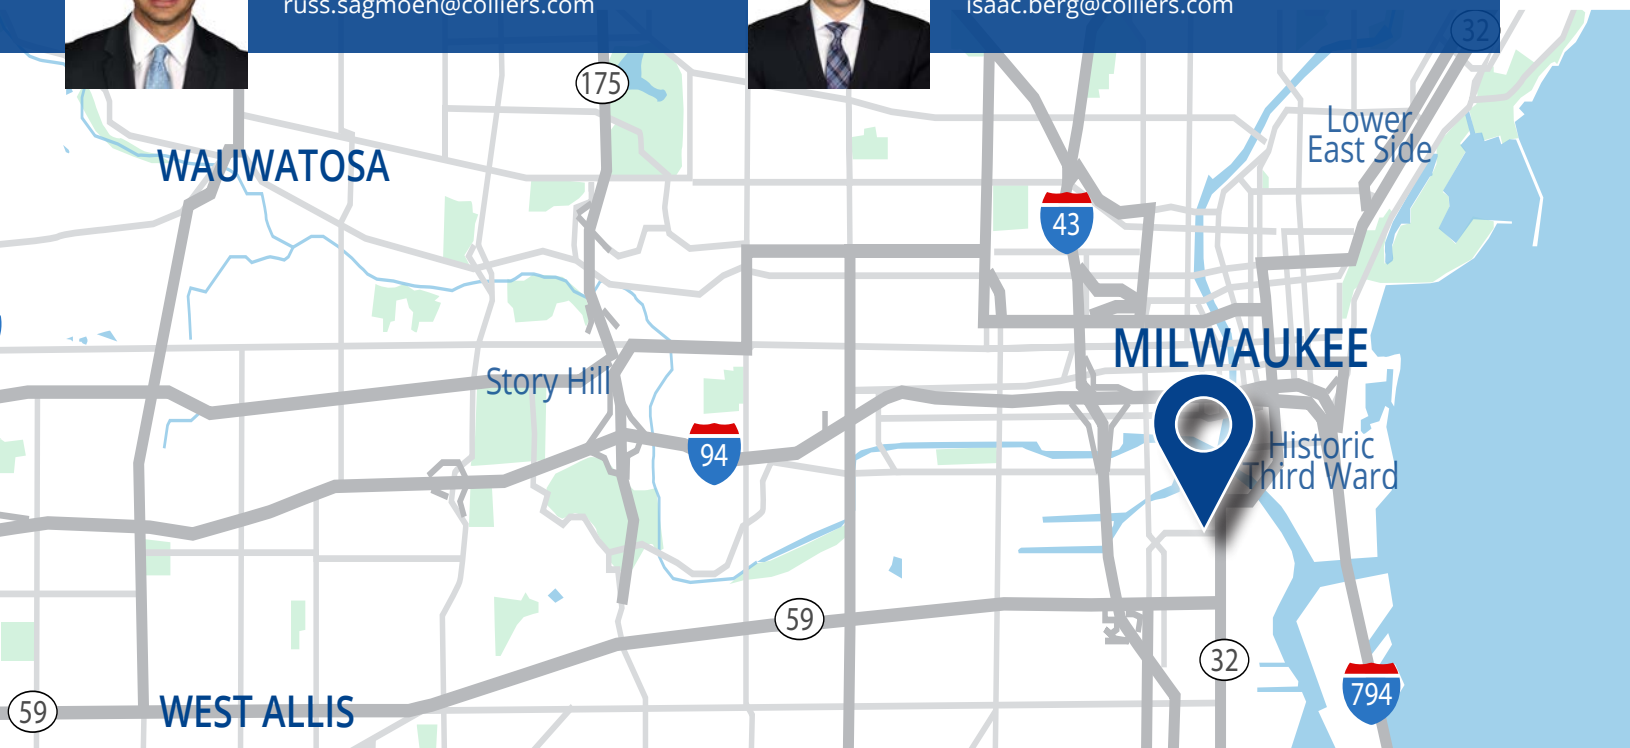 russ.sagmoen@colliers.com
isaac.berg@colliers.com
32
175
Lower
East Side
WAUWATOSA
43
MILWAUKEE
Story Hill
94
Historic
Third Ward
59
32
794
59
WEST ALLIS